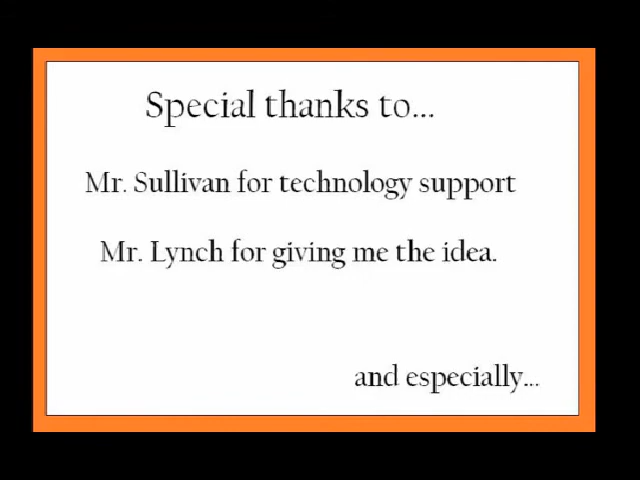 Special thanks to...
Mr. Sullivan for technology support
Mr. Lynch for giving me the idea.
and especially...